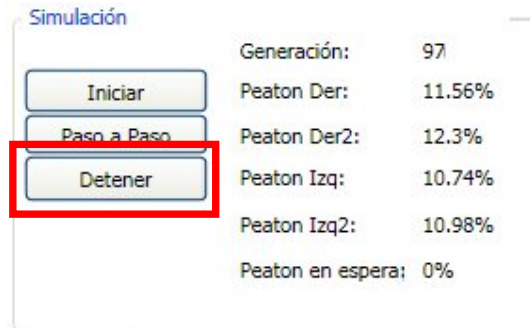 Simulación
Generación: 97
Iniciar Peaton Der: 11.56%
Paso a Paso Peaton Der2: 12.3%
Detener Peaton Izq: 10.74%
Peaton Izq2: 10.98%
Peaton en espera: 0%